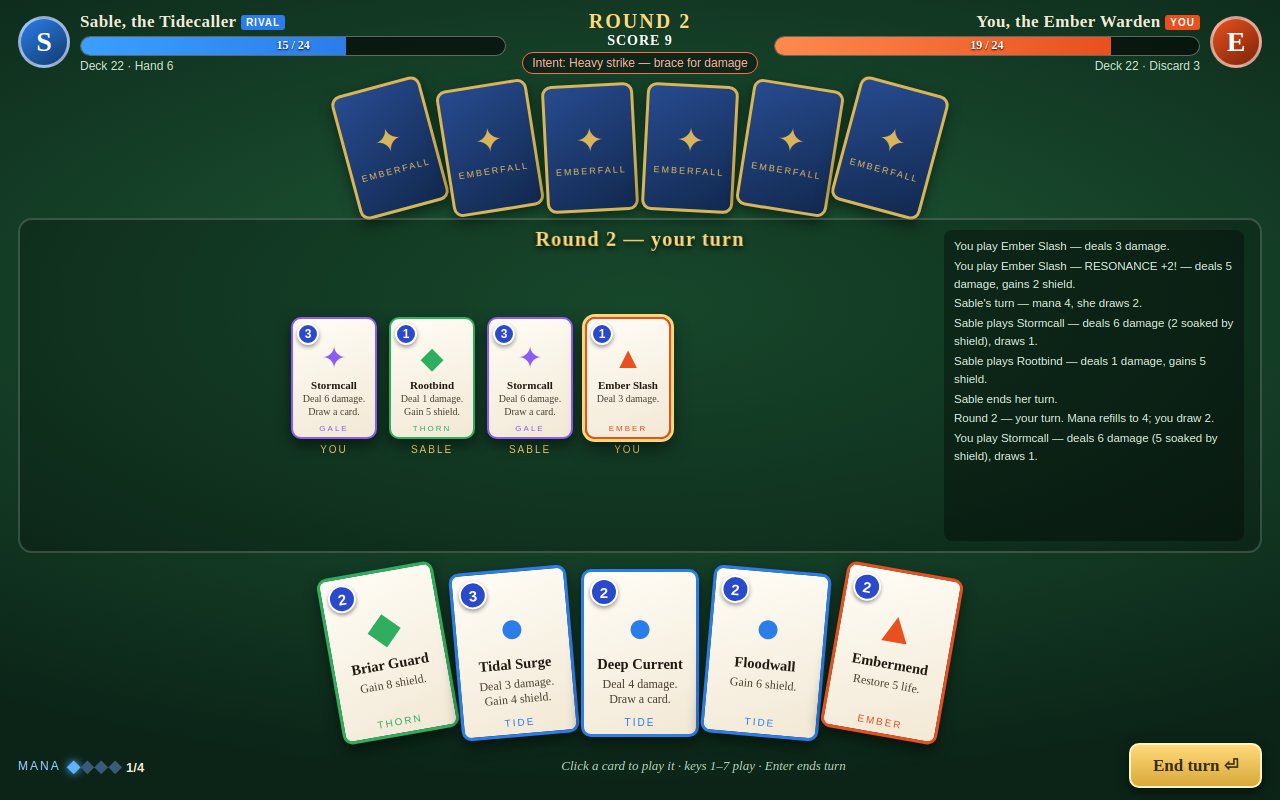 S
Sable, the Tidecaller RIVAL
15 / 24
Deck 22 · Hand 6
ROUND 2
SCORE 9
Intent: Heavy strike — brace for damage
You, the Ember Warden YOU
19 / 24
Deck 22 · Discard 3
E
EMBERFALL
EMBERFALL
EMBERFALL
EMBERFALL
EMBERFALL
EMBERFALL
Round 2 — your turn
3
Stormcall
Deal 6 damage.
Draw a card.
GALE
YOU
1
Rootbind
Deal 1 damage.
Gain 5 shield.
THORN
SABLE
3
Stormcall
Deal 6 damage.
Draw a card.
GALE
SABLE
1
Ember Slash
Deal 3 damage.
EMBER
YOU
You play Ember Slash — deals 3 damage.
You play Ember Slash — RESONANCE +2! — deals 5
damage, gains 2 shield.
Sable's turn — mana 4, she draws 2.
Sable plays Stormcall — deals 6 damage (2 soaked by
shield), draws 1.
Sable plays Rootbind — deals 1 damage, gains 5
shield.
Sable ends her turn.
Round 2 — your turn. Mana refills to 4; you draw 2.
You play Stormcall — deals 6 damage (5 soaked by
shield), draws 1.
2
Briar Guard
Gain 8 shield.
THORN
3
Tidal Surge
Deal 3 damage.
Gain 4 shield.
TIDE
2
Deep Current
Deal 4 damage.
Draw a card.
TIDE
2
Floodwall
Gain 6 shield.
TIDE
2
Embermend
Restore 5 life.
EMBER
MANA 1/4
Click a card to play it · keys 1–7 play · Enter ends turn
End turn ⏎